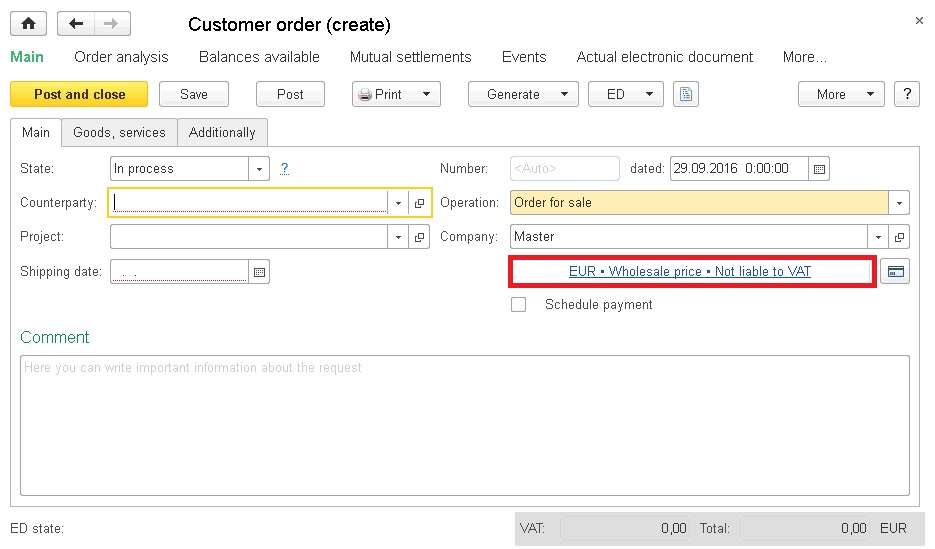 Customer order (create)
Main Order analysis Balances available Mutual settlements Events Actual electronic document More...
Post and close Save Post Print Generate ED More ?
Main Goods, services Additionally
State: In process ? Number: <Auto> dated: 29.09.2016 0:00:00
Counterparty: Operation: Order for sale
Project: Company: Master
Shipping date: . . EUR • Wholesale price • Not liable to VAT
Schedule payment
Comment
Here you can write important information about the request
ED state: VAT: 0,00 Total: 0,00 EUR